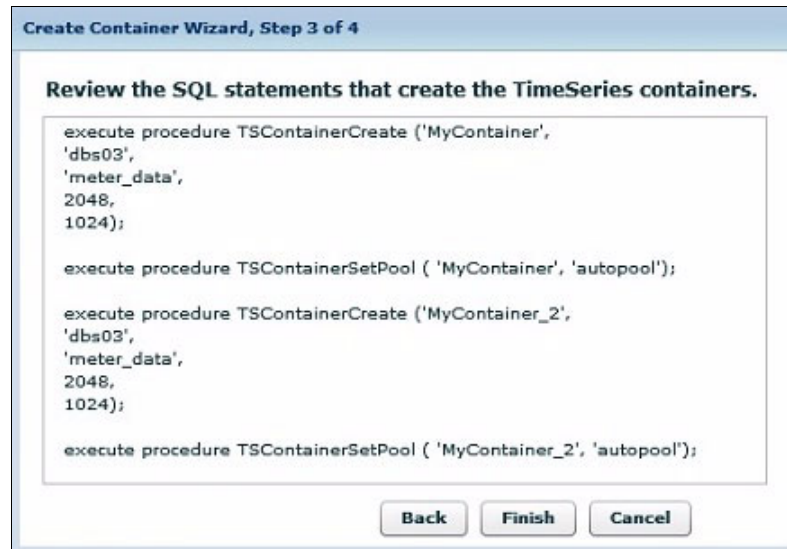 Create Container Wizard, Step 3 of 4
Review the SQL statements that create the TimeSeries containers.
execute procedure TSContainerCreate ('MyContainer',
'dbs03',
'meter_data',
2048,
1024);
execute procedure TSContainerSetPool ( 'MyContainer', 'autopool');
execute procedure TSContainerCreate ('MyContainer_2',
'dbs03',
'meter_data',
2048,
1024);
execute procedure TSContainerSetPool ( 'MyContainer_2', 'autopool');
Back Finish Cancel